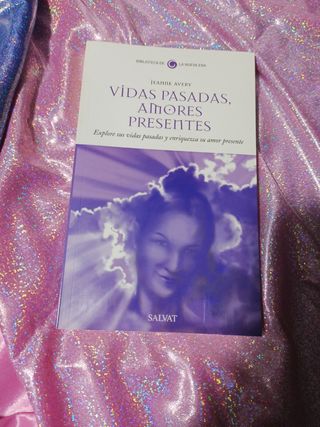 BIBLIOTECA DE LA NUEVA ERA
JEANNE AVERY
VIDAS PASADAS,
AMORES
PRESENTES
Explore sus vidas pasadas y enriquezca su amor presente
SALVAT